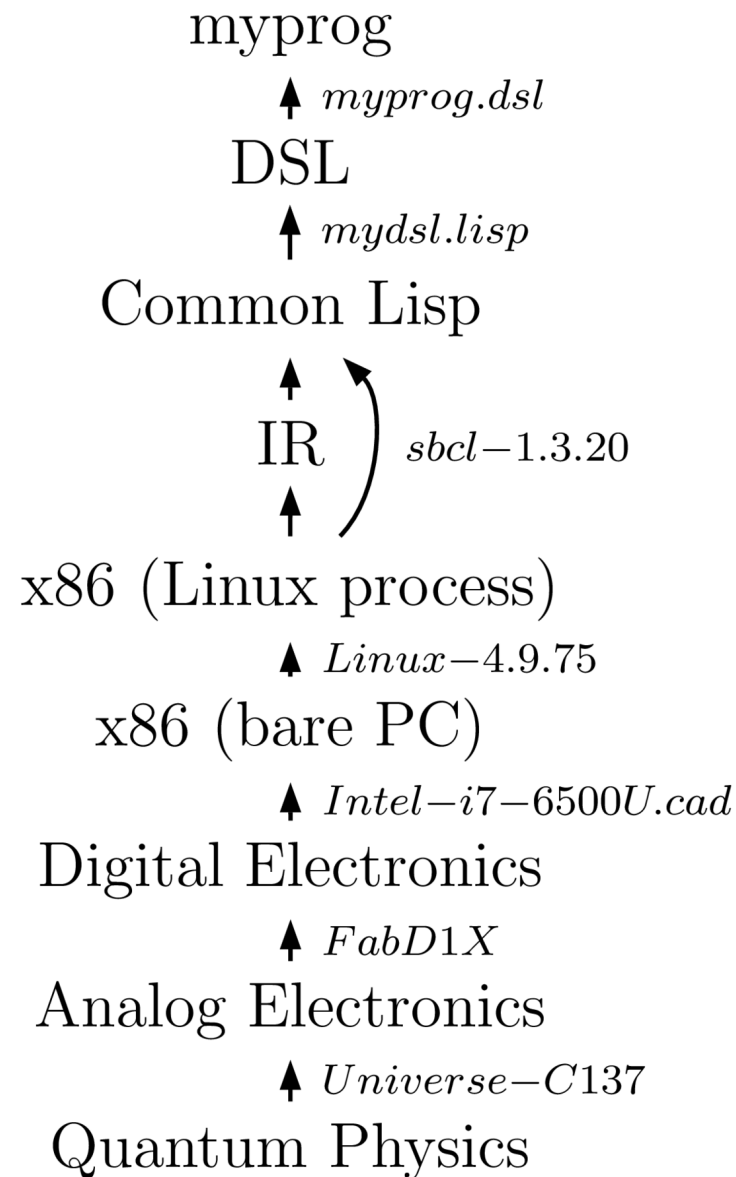 myprog
myprog.dsl
DSL
mydsl.lisp
Common Lisp
IR
sbcl−1.3.20
x86 (Linux process)
Linux−4.9.75
x86 (bare PC)
Intel−i7−6500U.cad
Digital Electronics
FabD1X
Analog Electronics
Universe−C137
Quantum Physics